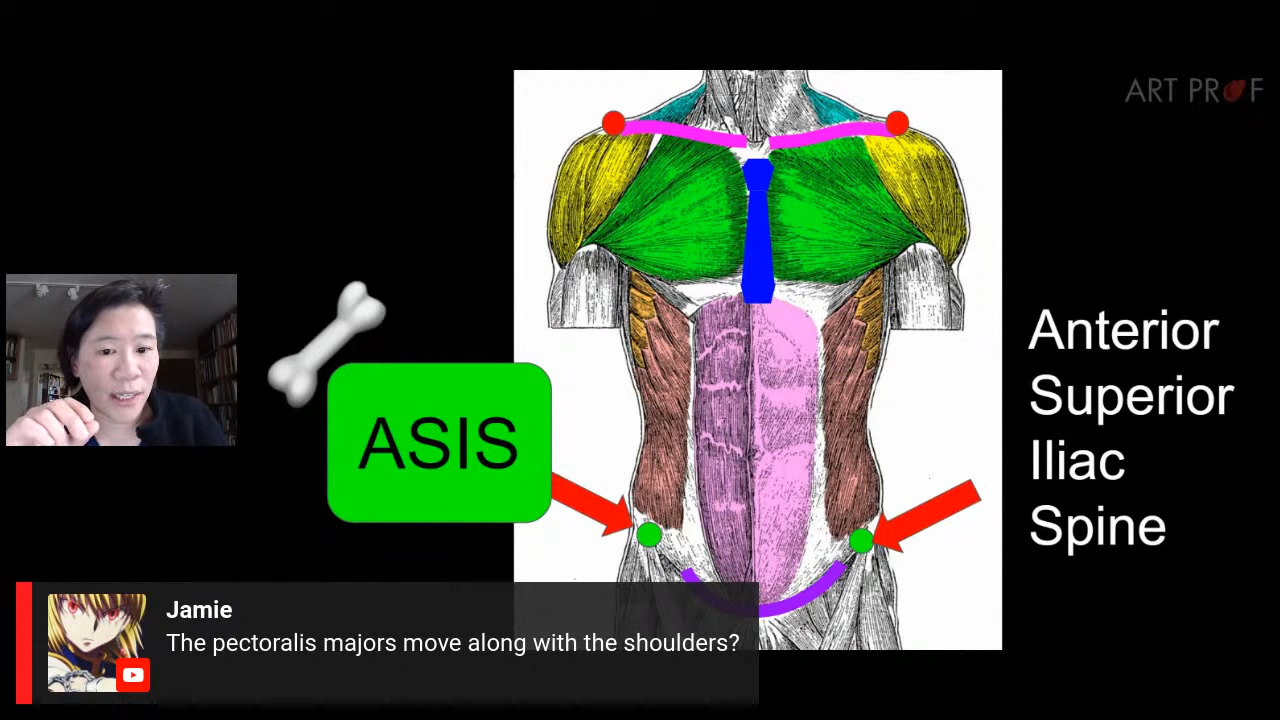 ART PROF
ASIS
Anterior
Superior
Iliac
Spine
Jamie
The pectoralis majors move along with the shoulders?